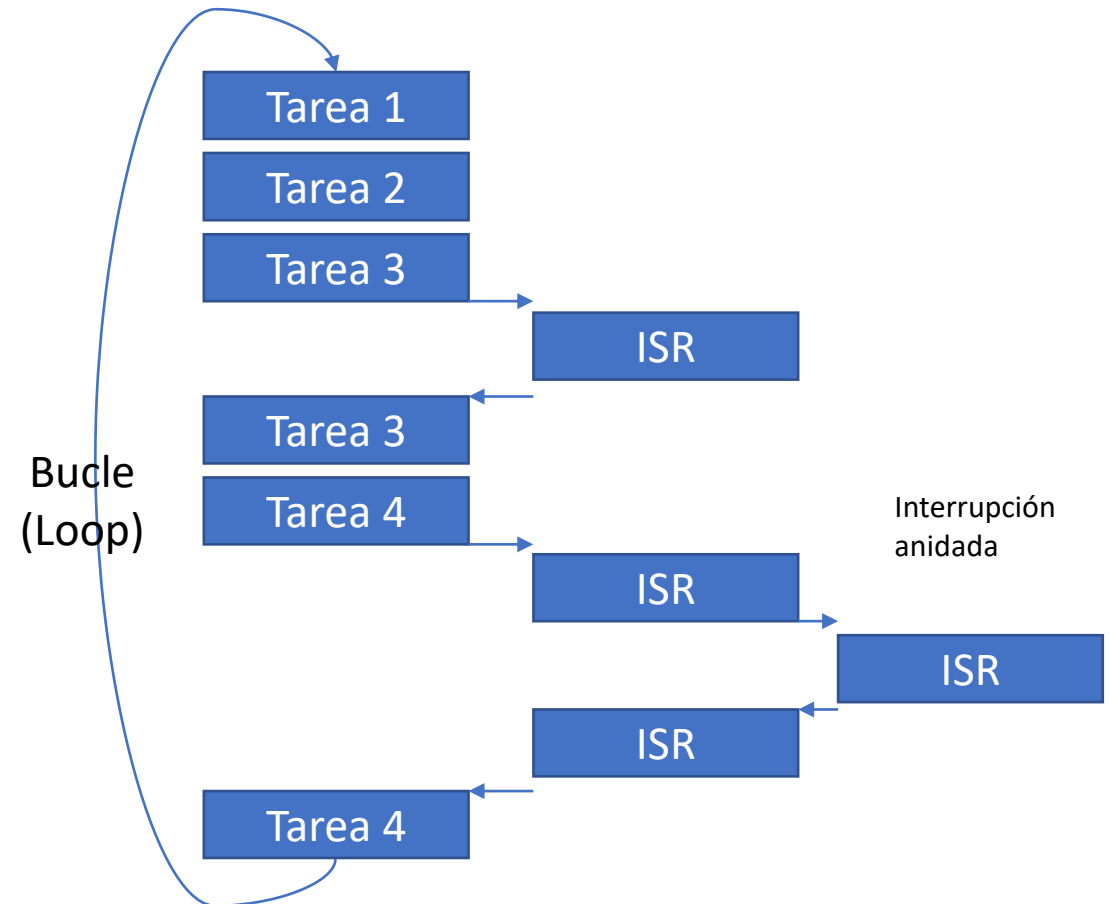 Tarea 1
Tarea 2
Tarea 3
ISR
Tarea 3
Bucle
(Loop)
Tarea 4
Interrupción
anidada
ISR
ISR
ISR
Tarea 4